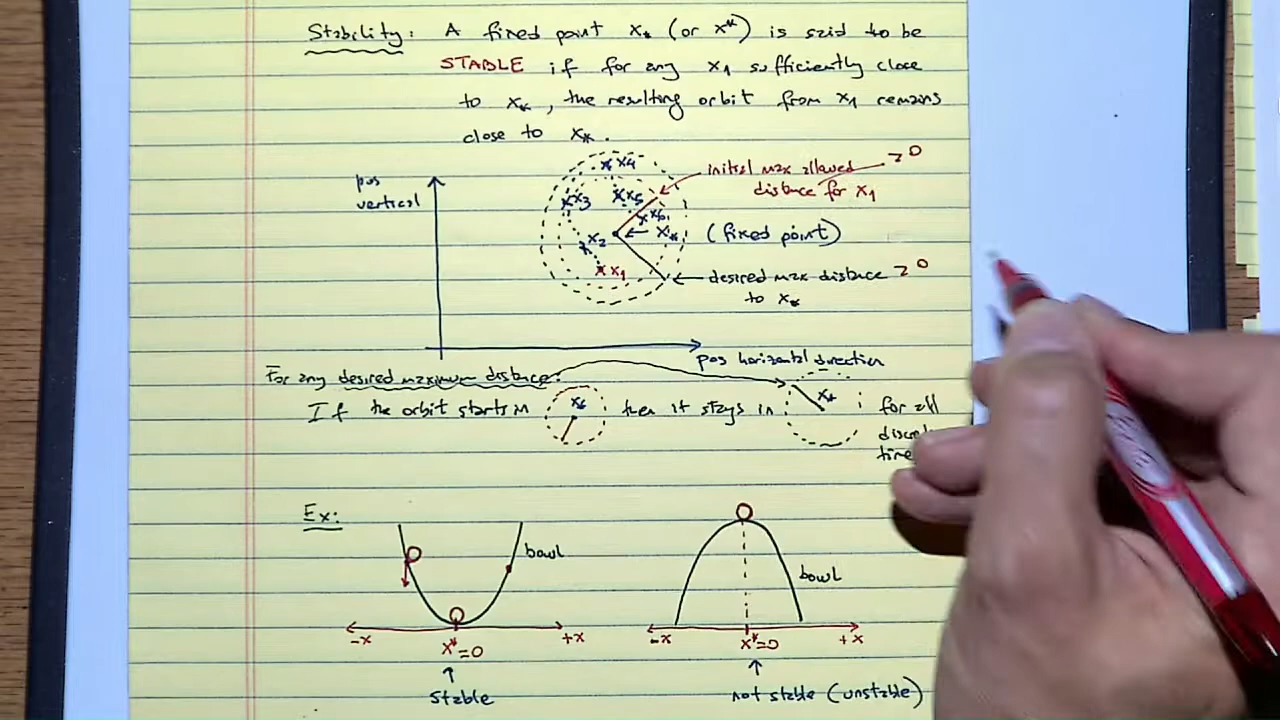 Stability: A fixed point x* (or x*) is said to be
STABLE if for any x1 sufficiently close
to x*, the resulting orbit from x1 remains
close to x*.
pos
vertical
x4
x3
x5
x6
x2
x1
x*
initial max allowed
distance for x1
>0
(fixed point)
desired max distance >0
to x*
pos horizontal direction
For any desired maximum distance:
If the orbit starts in x* then it stays in x* for all
Ex:
bowl
-x
x*=0
+x
stable
bowl
-x
x*=0
+x
not stable (unstable)